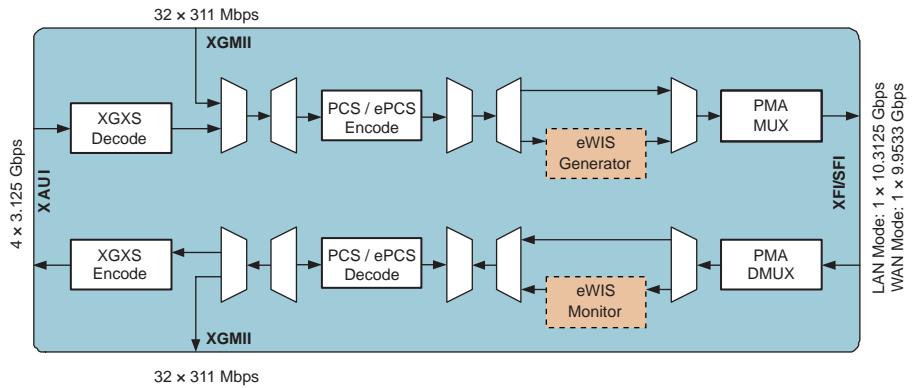 32 × 311 Mbps
XGMII
XGXS
Decode
PCS / ePCS
Encode
eWIS
Generator
PMA
MUX
4 × 3.125 Gbps
XAUI
XFI/SFI
LAN Mode: 1 × 10.3125 Gbps
WAN Mode: 1 × 9.9533 Gbps
XGXS
Encode
PCS / ePCS
Decode
eWIS
Monitor
PMA
DMUX
XGMII
32 × 311 Mbps